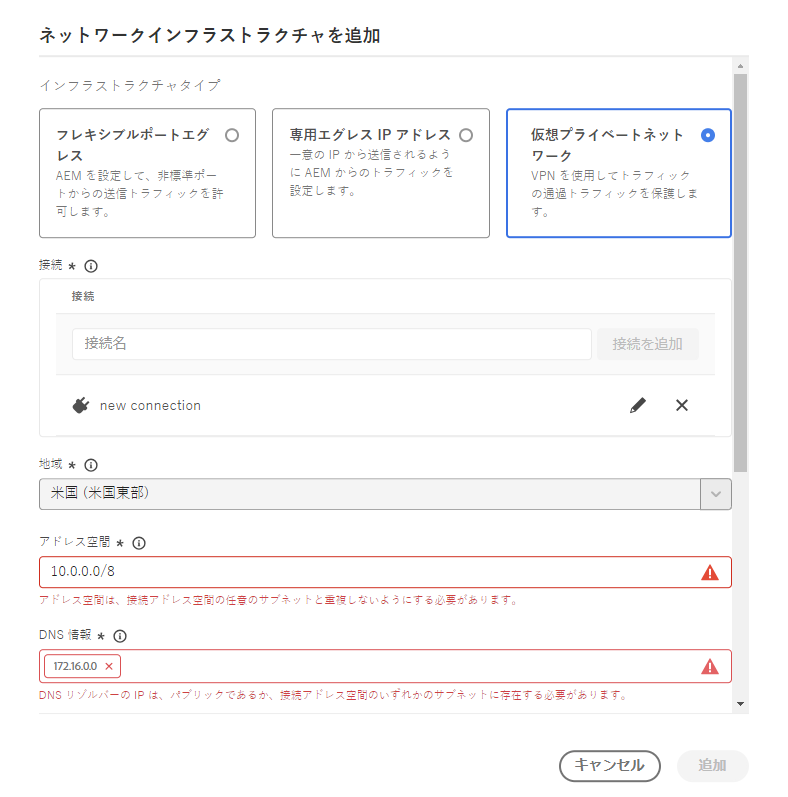 ネットワークインフラストラクチャを追加
インフラストラクチャタイプ
フレキシブルポートエグ
レス
AEM を設定して、非標準ポー
トからの送信トラフィックを許
可します。
専用エグレス IP アドレス
一意の IP から送信されるよう
に AEM からのトラフィックを
設定します。
仮想プライベートネット
ワーク
VPN を使用してトラフィック
の通過トラフィックを保護しま
す。
接続 *
接続
接続名
接続を追加
new connection
地域 *
米国 (米国東部)
アドレス空間 *
10.0.0.0/8
アドレス空間は、接続アドレス空間の任意のサブネットと重複しないようにする必要があります。
DNS 情報 *
172.16.0.0 ×
DNS リゾルバーの IP は、パブリックであるか、接続アドレス空間のいずれかのサブネットに存在する必要があります。
キャンセル
追加